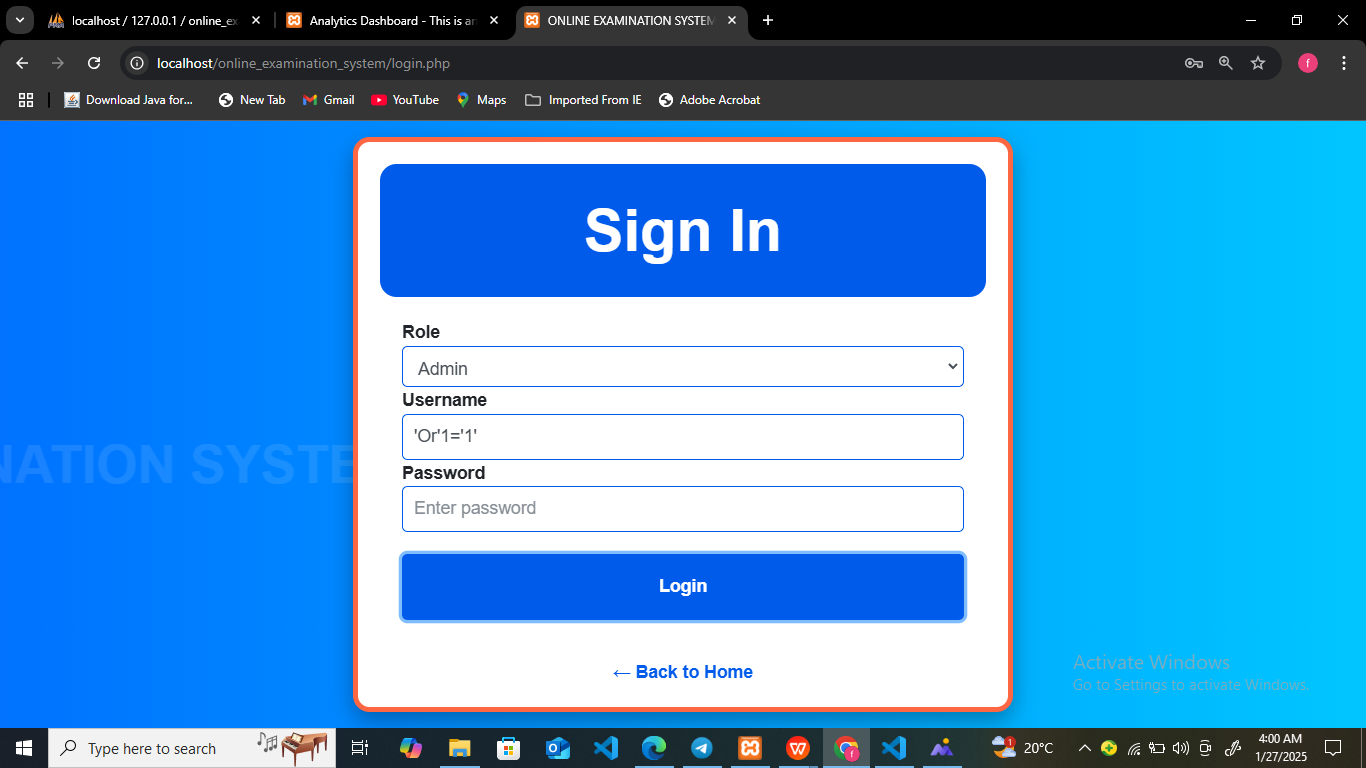 localhost / 127.0.0.1 / online_ex
Analytics Dashboard - This is an
ONLINE EXAMINATION SYSTEM
localhost/online_examination_system/login.php
f
Download Java for...
New Tab
Gmail
YouTube
Maps
Imported From IE
Adobe Acrobat
Sign In
Role
Admin
Username
'Or'1='1'
NATION SYSTE
Password
Enter password
Login
← Back to Home
Activate Windows
Go to Settings to activate Windows.
Type here to search
1
20°C
4:00 AM
1/27/2025